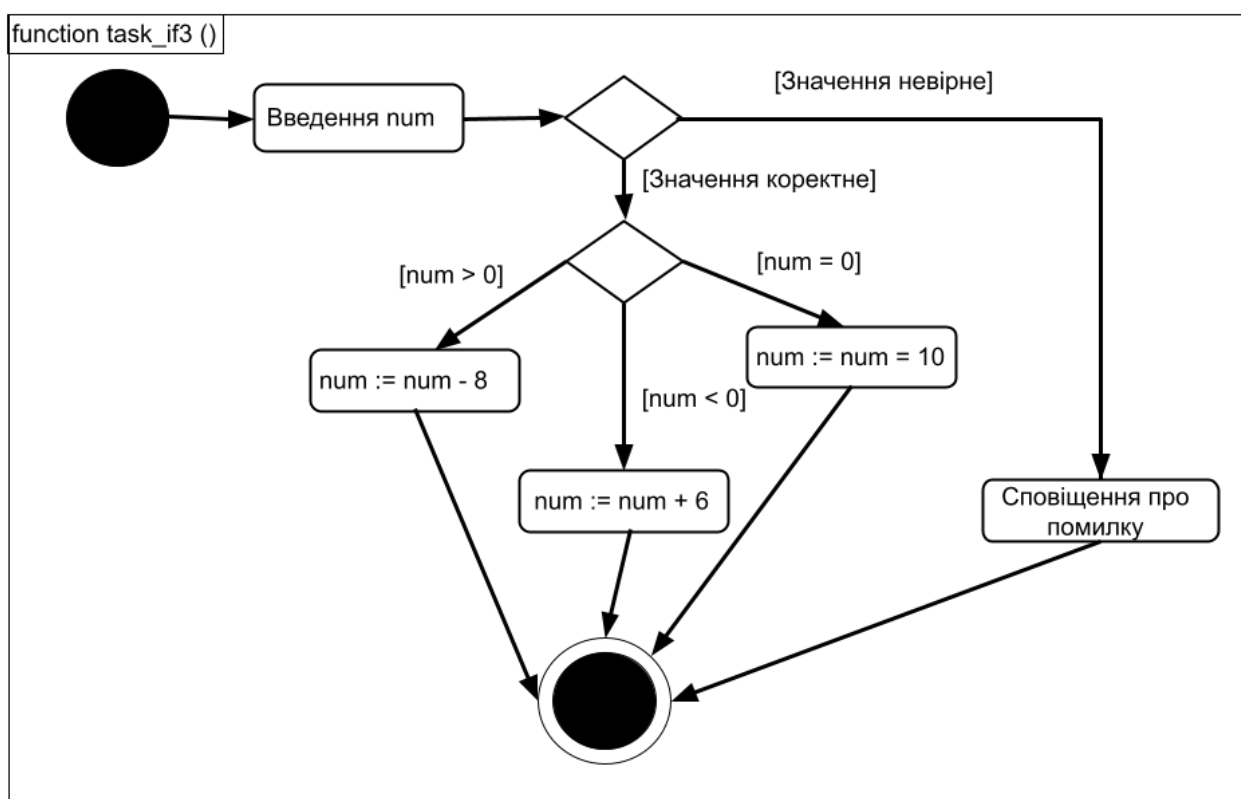 function task_if3 ()
[Значення невірне]
Введення num
[Значення коректне]
[num > 0]
[num = 0]
num := num - 8
num := num = 10
[num < 0]
num := num + 6
Сповіщення про
помилку